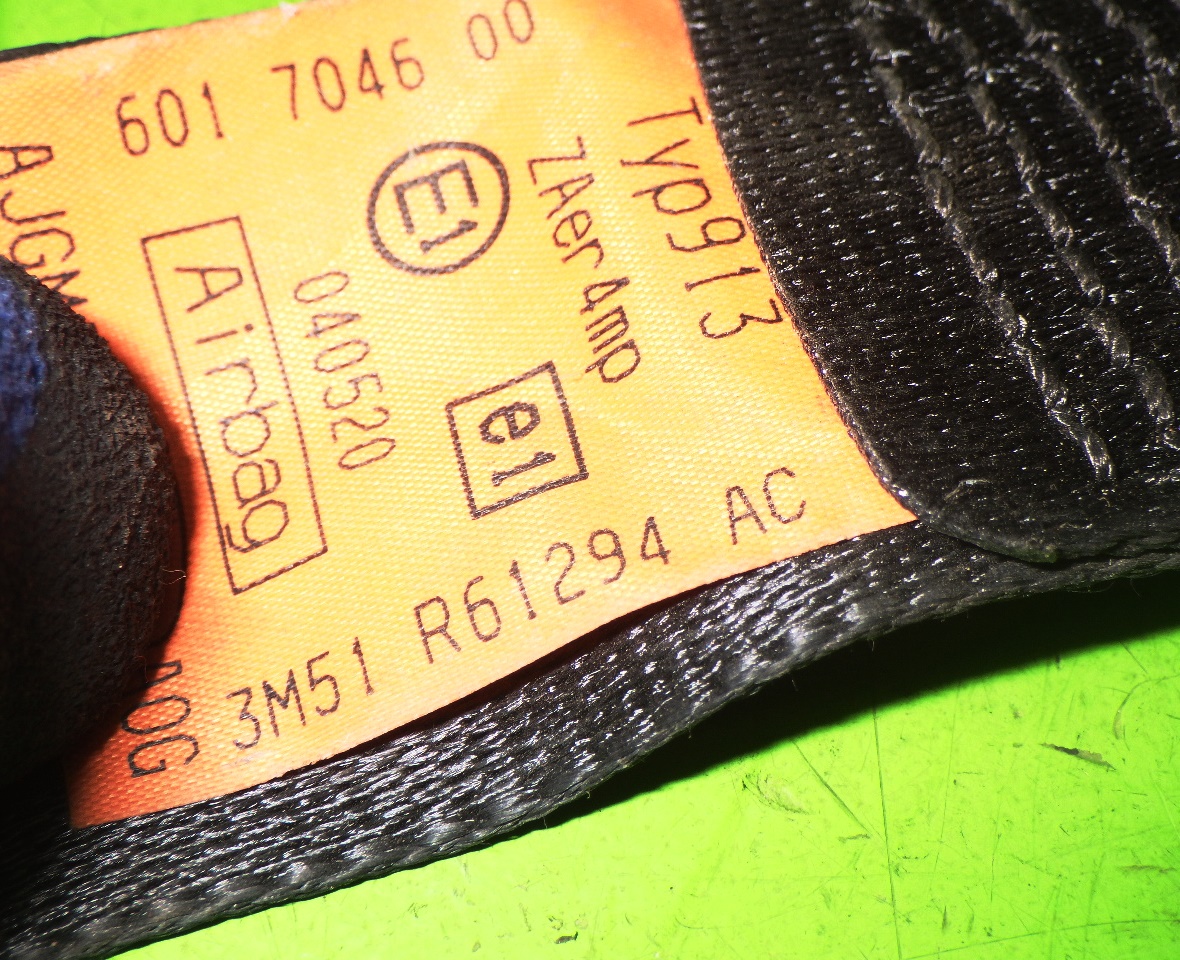 601 7046 00
Typ913
ZAer4mp
E1
e1
040520
Airbag
3M51 R61294 AC